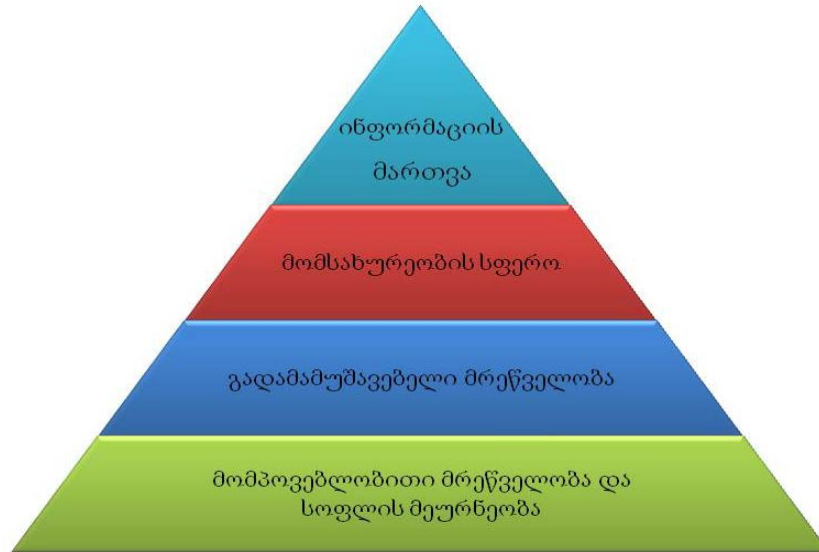 ინფორმაციის
მართვა
მომსახურეობის სფერო
გადამამუშავებელი მრეწველობა
მომპოვებლობითი მრეწველობა და
სოფლის მეურნეობა